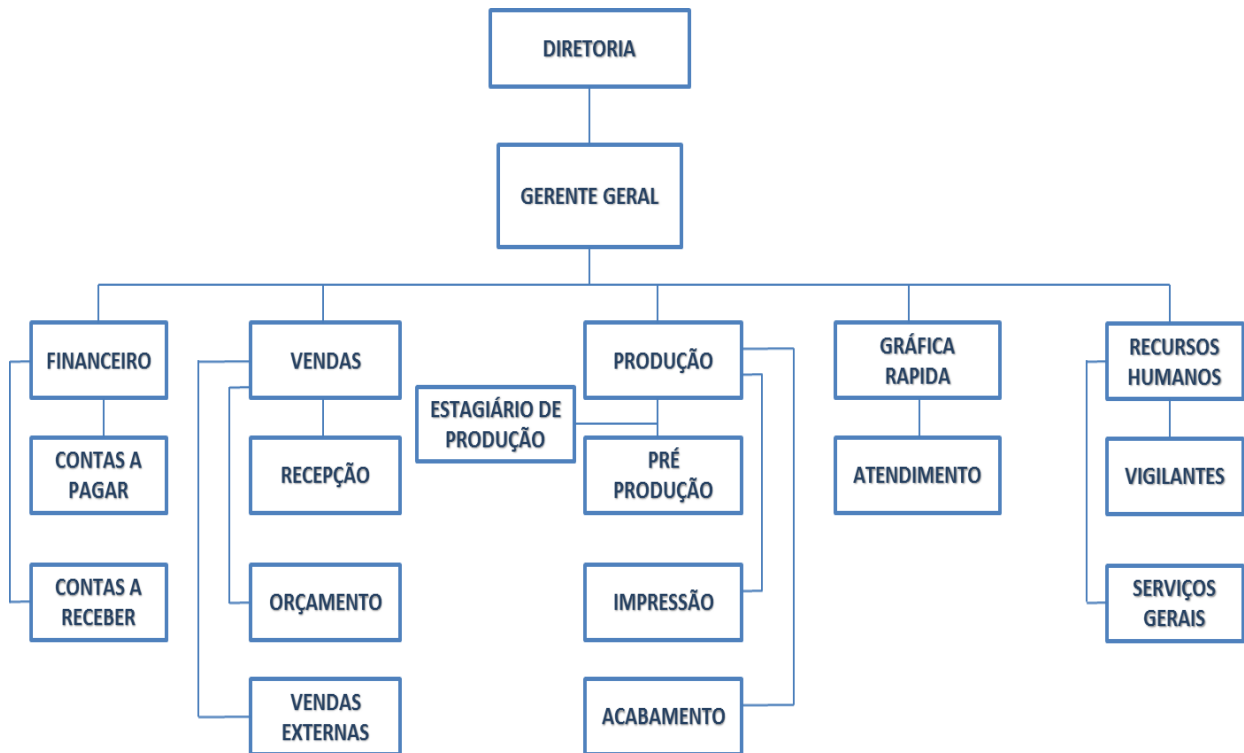 DIRETORIA
GERENTE GERAL
FINANCEIRO
VENDAS
PRODUÇÃO
GRÁFICA
RAPIDA
RECURSOS
HUMANOS
ESTAGIÁRIO DE
PRODUÇÃO
CONTAS A
PAGAR
RECEPÇÃO
PRÉ
PRODUÇÃO
ATENDIMENTO
VIGILANTES
CONTAS A
RECEBER
ORÇAMENTO
IMPRESSÃO
SERVIÇOS
GERAIS
VENDAS
EXTERNAS
ACABAMENTO